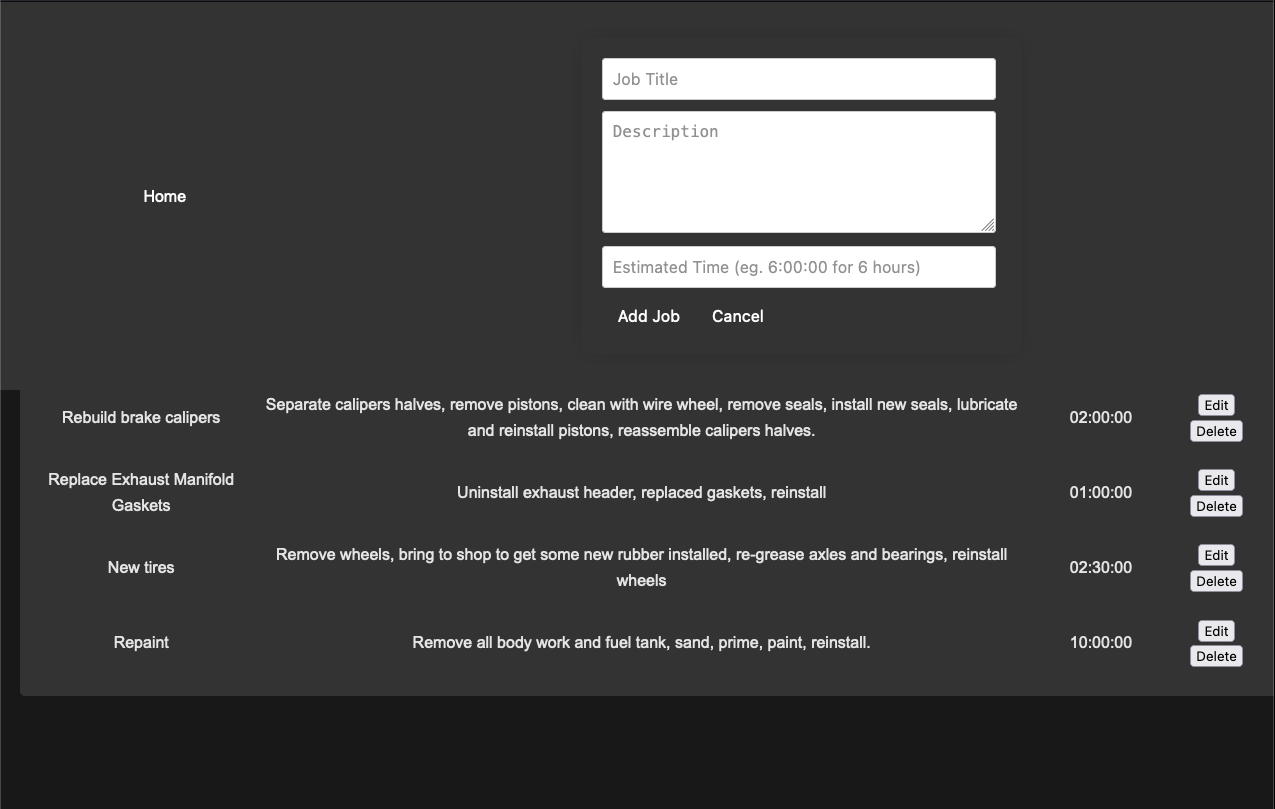 Job Title
Description
Home
Estimated Time (eg. 6:00:00 for 6 hours)
Add Job Cancel
Rebuild brake calipers
Separate calipers halves, remove pistons, clean with wire wheel, remove seals, install new seals, lubricate
and reinstall pistons, reassemble calipers halves.
02:00:00
Edit
Delete
Replace Exhaust Manifold
Gaskets
Uninstall exhaust header, replaced gaskets, reinstall
01:00:00
Edit
Delete
New tires
Remove wheels, bring to shop to get some new rubber installed, re-grease axles and bearings, reinstall
wheels
02:30:00
Edit
Delete
Repaint
Remove all body work and fuel tank, sand, prime, paint, reinstall.
10:00:00
Edit
Delete